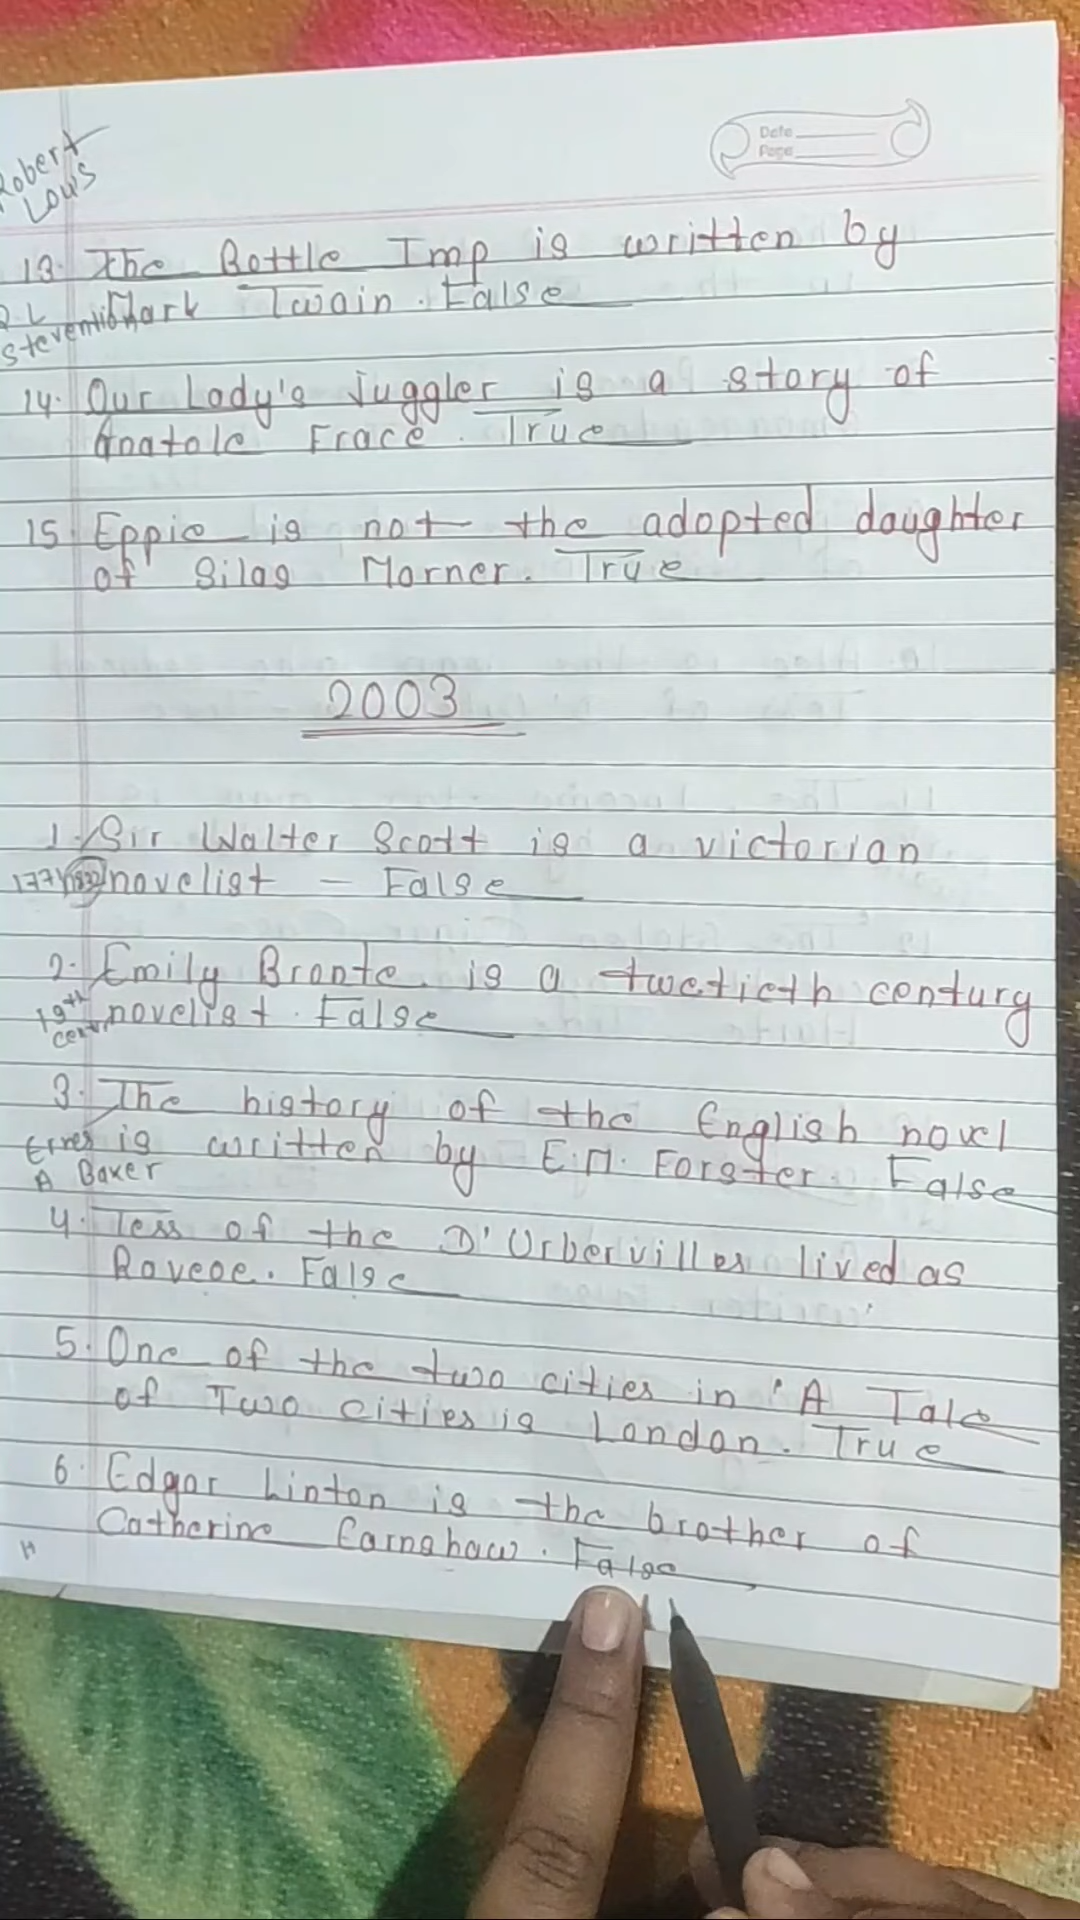 Robert
Louis
Date
Page
13. The Bottle Imp is written by
Mark Twain. False
14. Our Lady's Juggler is a story of
Anatole Frace. True
15. Eppie is not the adopted daughter
of Silas Marner. True
2003
1. Sir Walter Scott is a victorian
novelist - False
2. Emily Bronte is a twetieth century
19th novelist. False
cent
3. The history of the English novel
is written by E.M. Forster. False
A Baker
4. Tess of the D'Urbervilles lived as
Raveoe. False
5. One of the two cities in 'A Tale
of Two cities is London. True
6. Edgar Linton is the brother of
Catherine Earnshaw. False